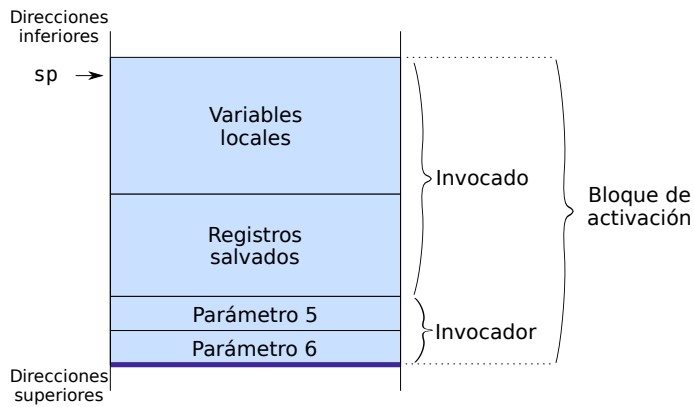 Direcciones
inferiores
sp
Variables
locales
Invocado
Bloque de
activación
Registros
salvados
Parámetro 5
Invocador
Parámetro 6
Direcciones
superiores